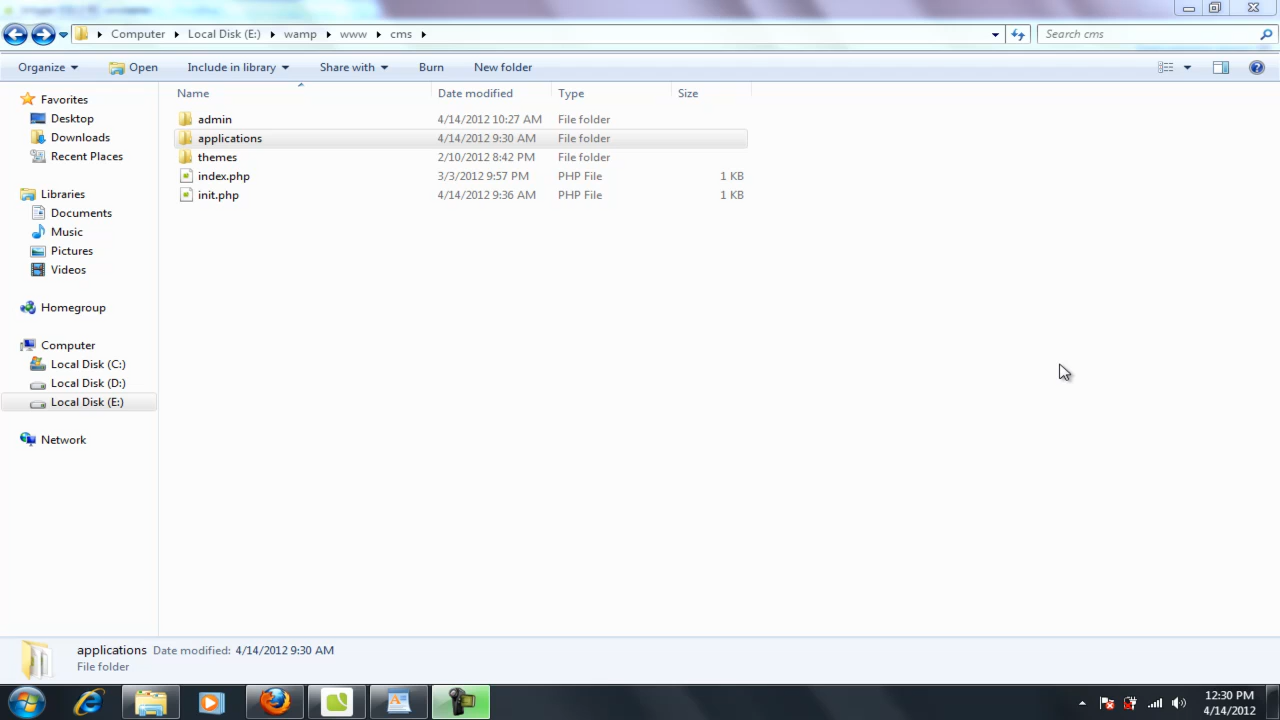 Computer Local Disk (E:) wamp www cms Search cms
Organize Open Include in library Share with Burn New folder
Name Date modified Type Size
Favorites
Desktop
Downloads
Recent Places
Libraries
Documents
Music
Pictures
Videos
Homegroup
Computer
Local Disk (C:)
Local Disk (D:)
Local Disk (E:)
Network
admin 4/14/2012 10:27 AM File folder
applications 4/14/2012 9:30 AM File folder
themes 2/10/2012 8:42 PM File folder
index.php 3/3/2012 9:57 PM PHP File 1 KB
init.php 4/14/2012 9:36 AM PHP File 1 KB
applications Date modified: 4/14/2012 9:30 AM
File folder
12:30 PM
4/14/2012